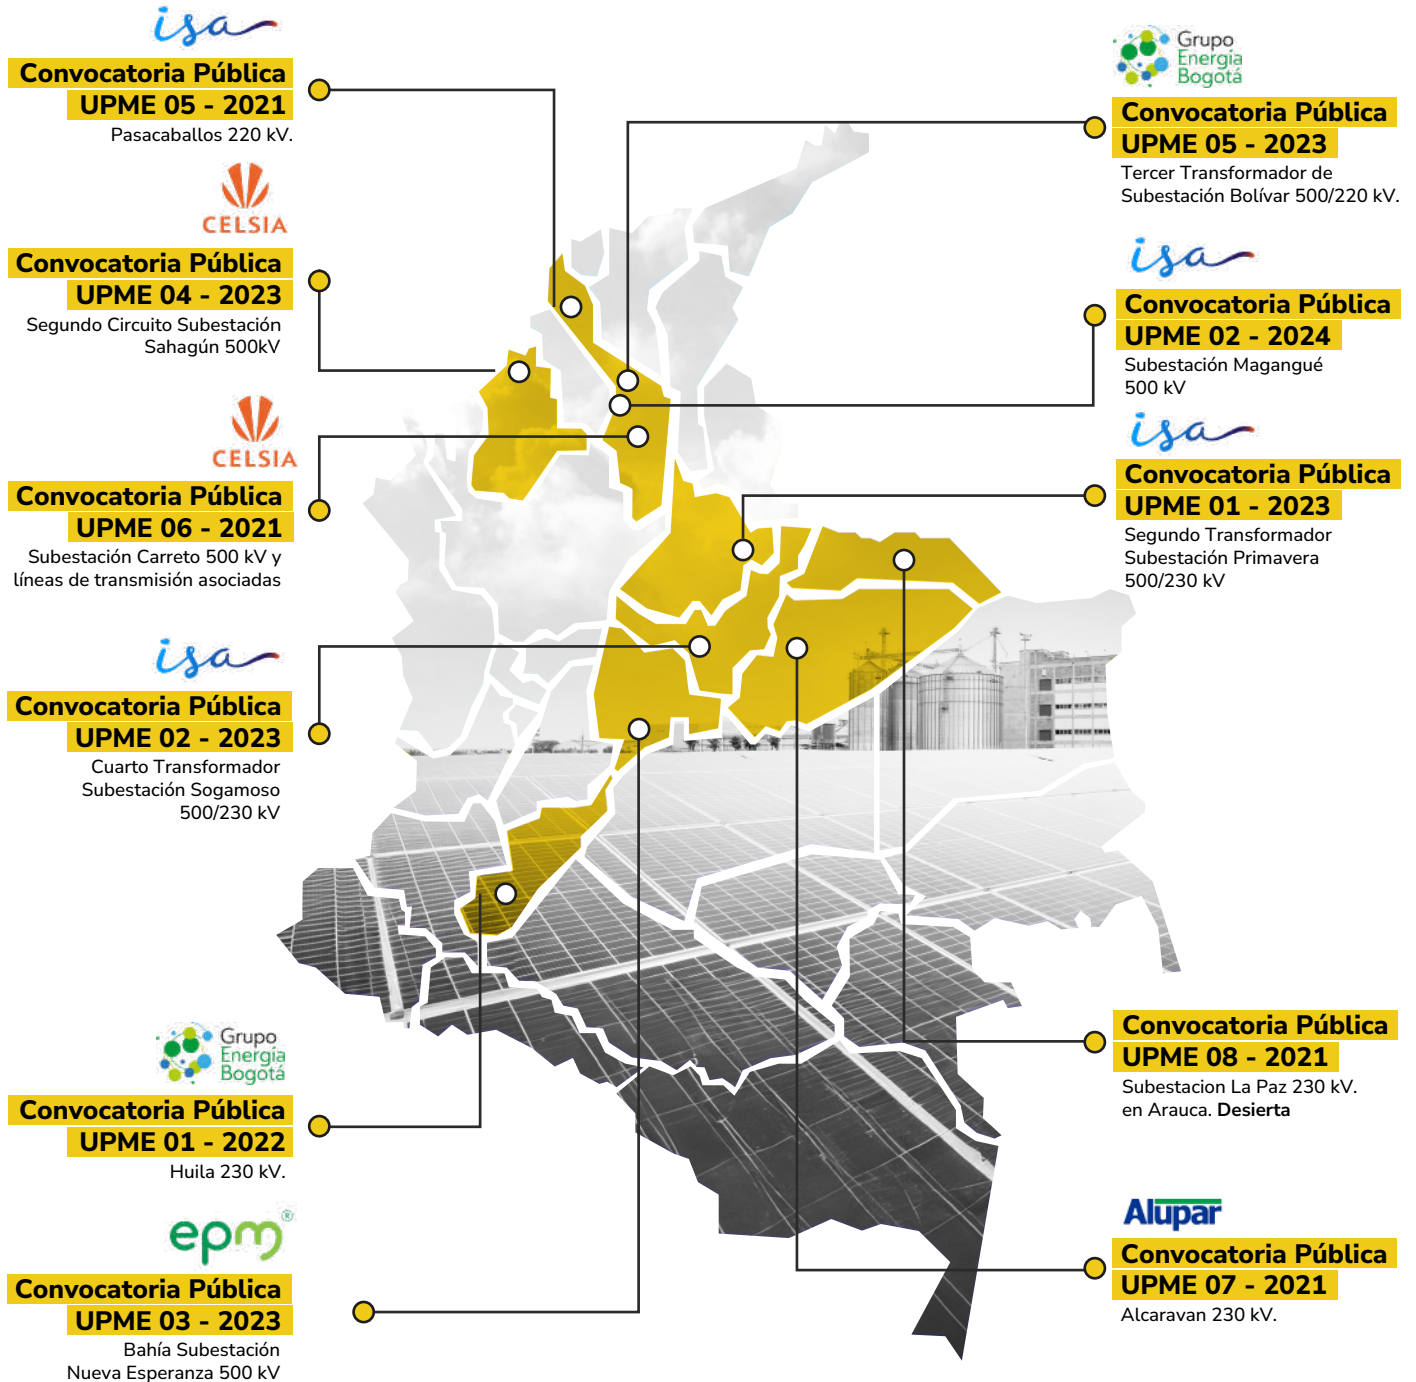 isa
Convocatoria Pública
UPME 05 - 2021
Pasacaballos 220 kV.
CELSIA
Convocatoria Pública
UPME 04 - 2023
Segundo Circuito Subestación
Sahagún 500kV
CELSIA
Convocatoria Pública
UPME 06 - 2021
Subestación Carreto 500 kV y
líneas de transmisión asociadas
isa
Convocatoria Pública
UPME 02 - 2023
Cuarto Transformador
Subestación Sogamoso
500/230 kV
Grupo
Energía
Bogotá
Convocatoria Pública
UPME 01 - 2022
Huila 230 kV.
epm®
Convocatoria Pública
UPME 03 - 2023
Bahía Subestación
Nueva Esperanza 500 kV
Grupo
Energía
Bogotá
Convocatoria Pública
UPME 05 - 2023
Tercer Transformador de
Subestación Bolívar 500/220 kV.
isa
Convocatoria Pública
UPME 02 - 2024
Subestación Magangué
500 kV
isa
Convocatoria Pública
UPME 01 - 2023
Segundo Transformador
Subestación Primavera
500/230 kV
Convocatoria Pública
UPME 08 - 2021
Subestacion La Paz 230 kV.
en Arauca. Desierta
Alupar
Convocatoria Pública
UPME 07 - 2021
Alcaravan 230 kV.